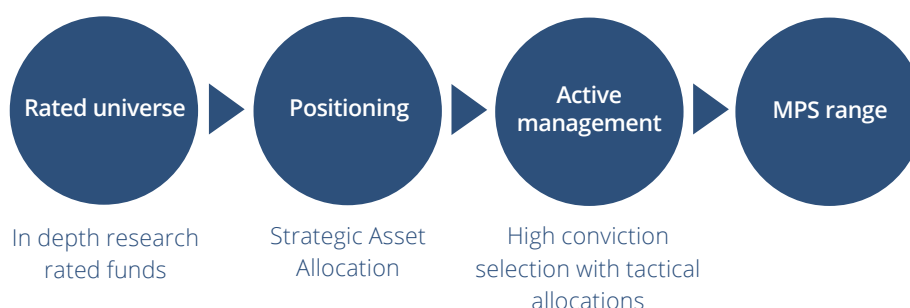 Rated universe
Positioning
Active
management
MPS range
In depth research
rated funds
Strategic Asset
Allocation
High conviction
selection with tactical
allocations